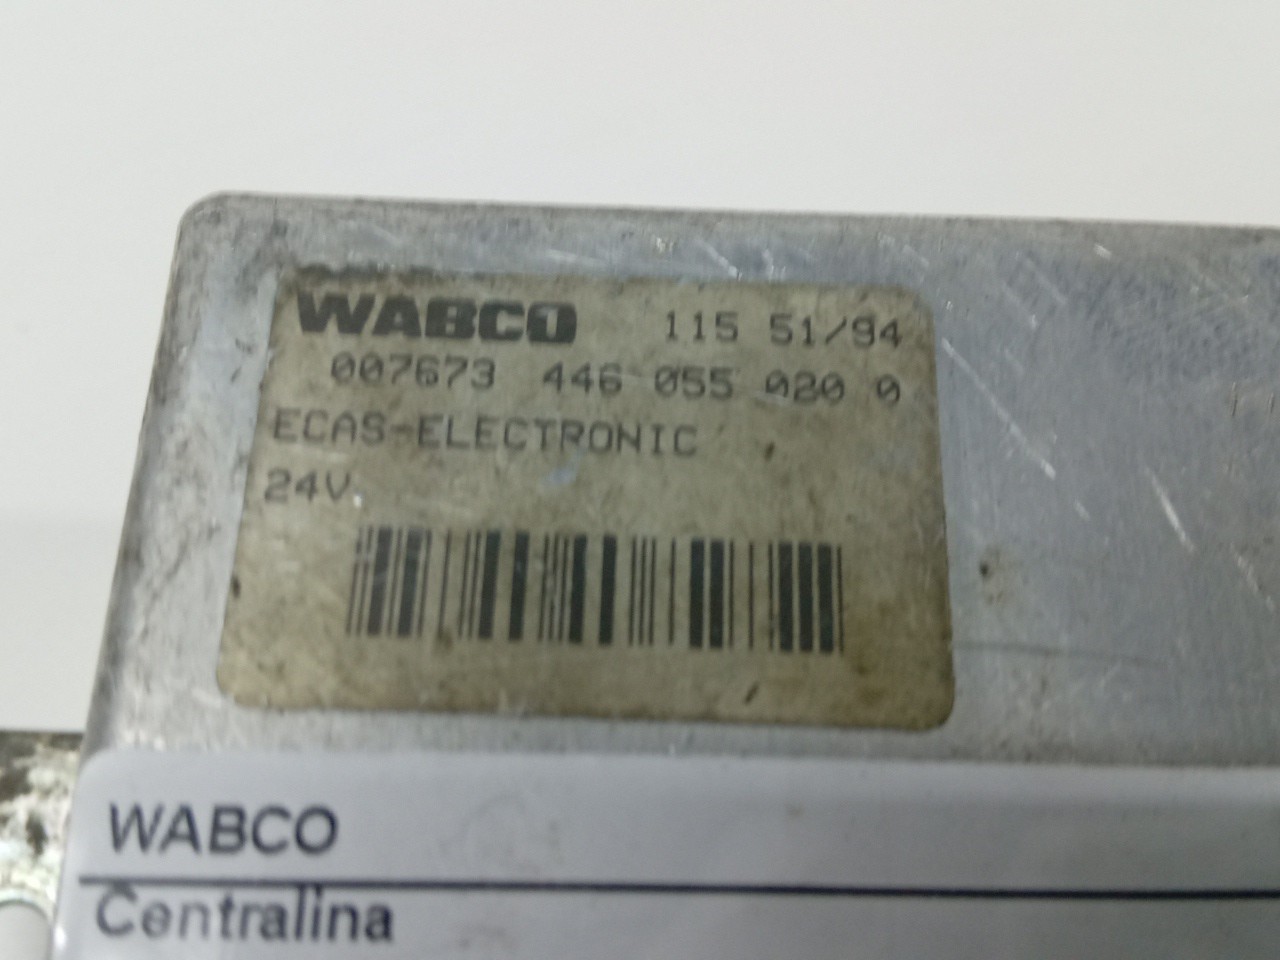 WABCO 115 51/94
007673 446 055 020 0
ECAS-ELECTRONIC
24V
WABCO
Centralina